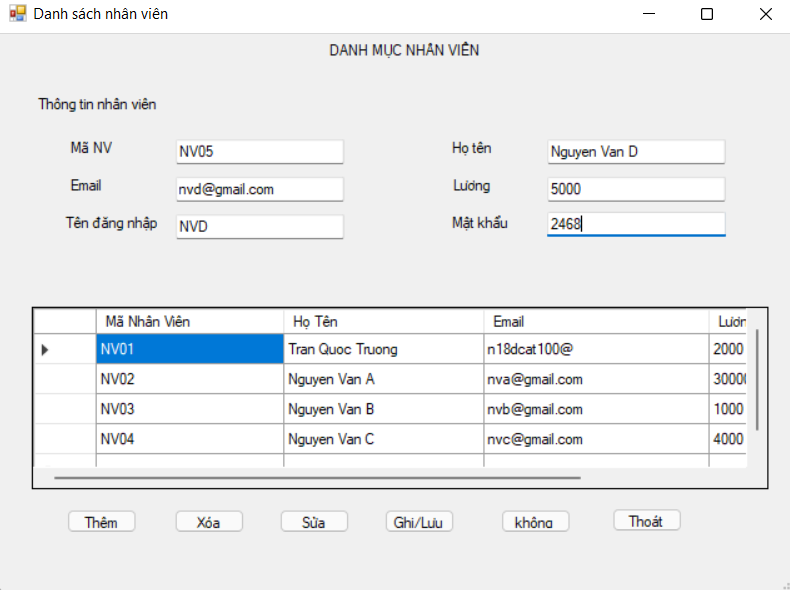 Danh sách nhân viên
DANH MỤC NHÂN VIÊN
Thông tin nhân viên
Mã NV NV05 Họ tên Nguyen Van D
Email nvd@gmail.com Lương 5000
Tên đăng nhập NVD Mật khẩu 2468
Mã Nhân Viên Họ Tên Email Lươn
NV01 Tran Quoc Truong n18dcat100@ 2000
NV02 Nguyen Van A nva@gmail.com 30000
NV03 Nguyen Van B nvb@gmail.com 1000
NV04 Nguyen Van C nvc@gmail.com 4000
Thêm Xóa Sửa Ghi/Lưu không Thoát